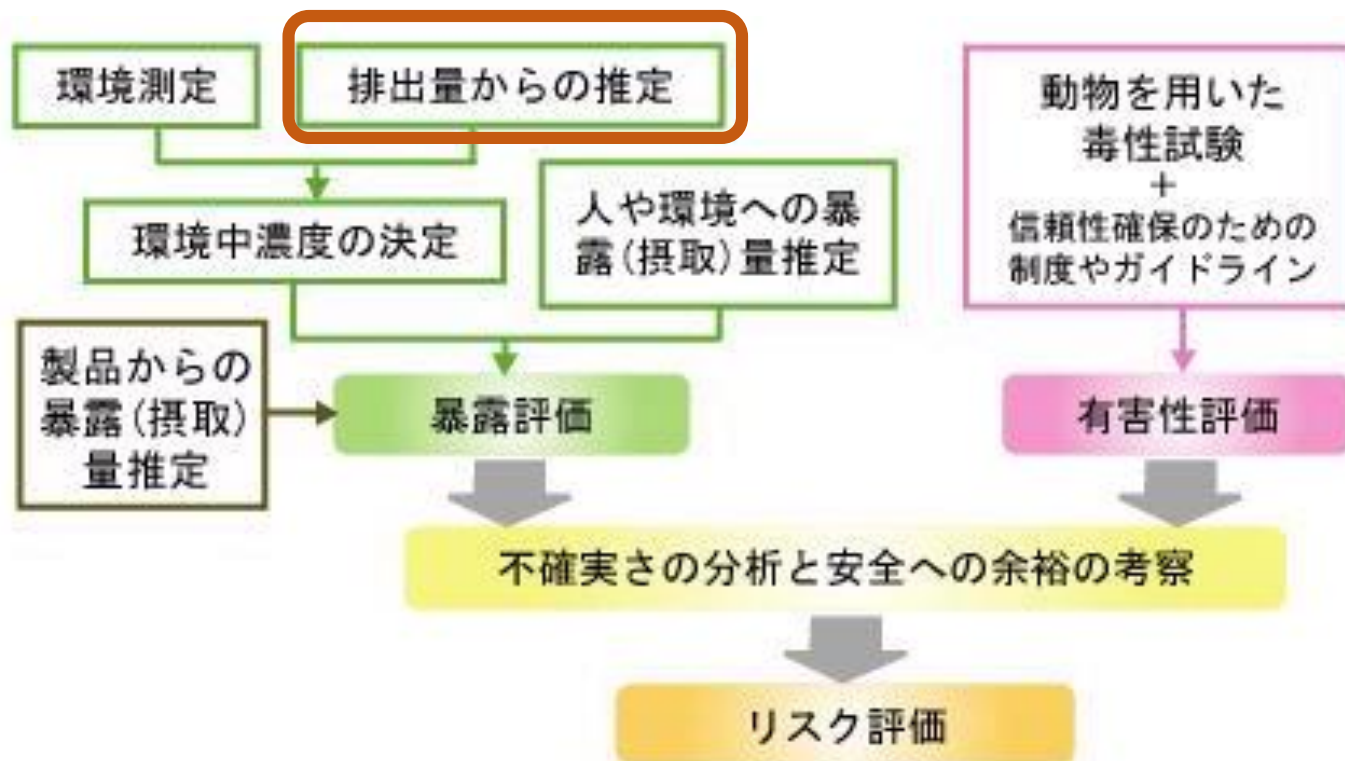 環境測定
排出量からの推定
動物を用いた
毒性試験
+
信頼性確保のための
制度やガイドライン
環境中濃度の決定
人や環境への暴
露(摂取)量推定
製品からの
暴露(摂取)
量推定
暴露評価
有害性評価
不確実さの分析と安全への余裕の考察
リスク評価